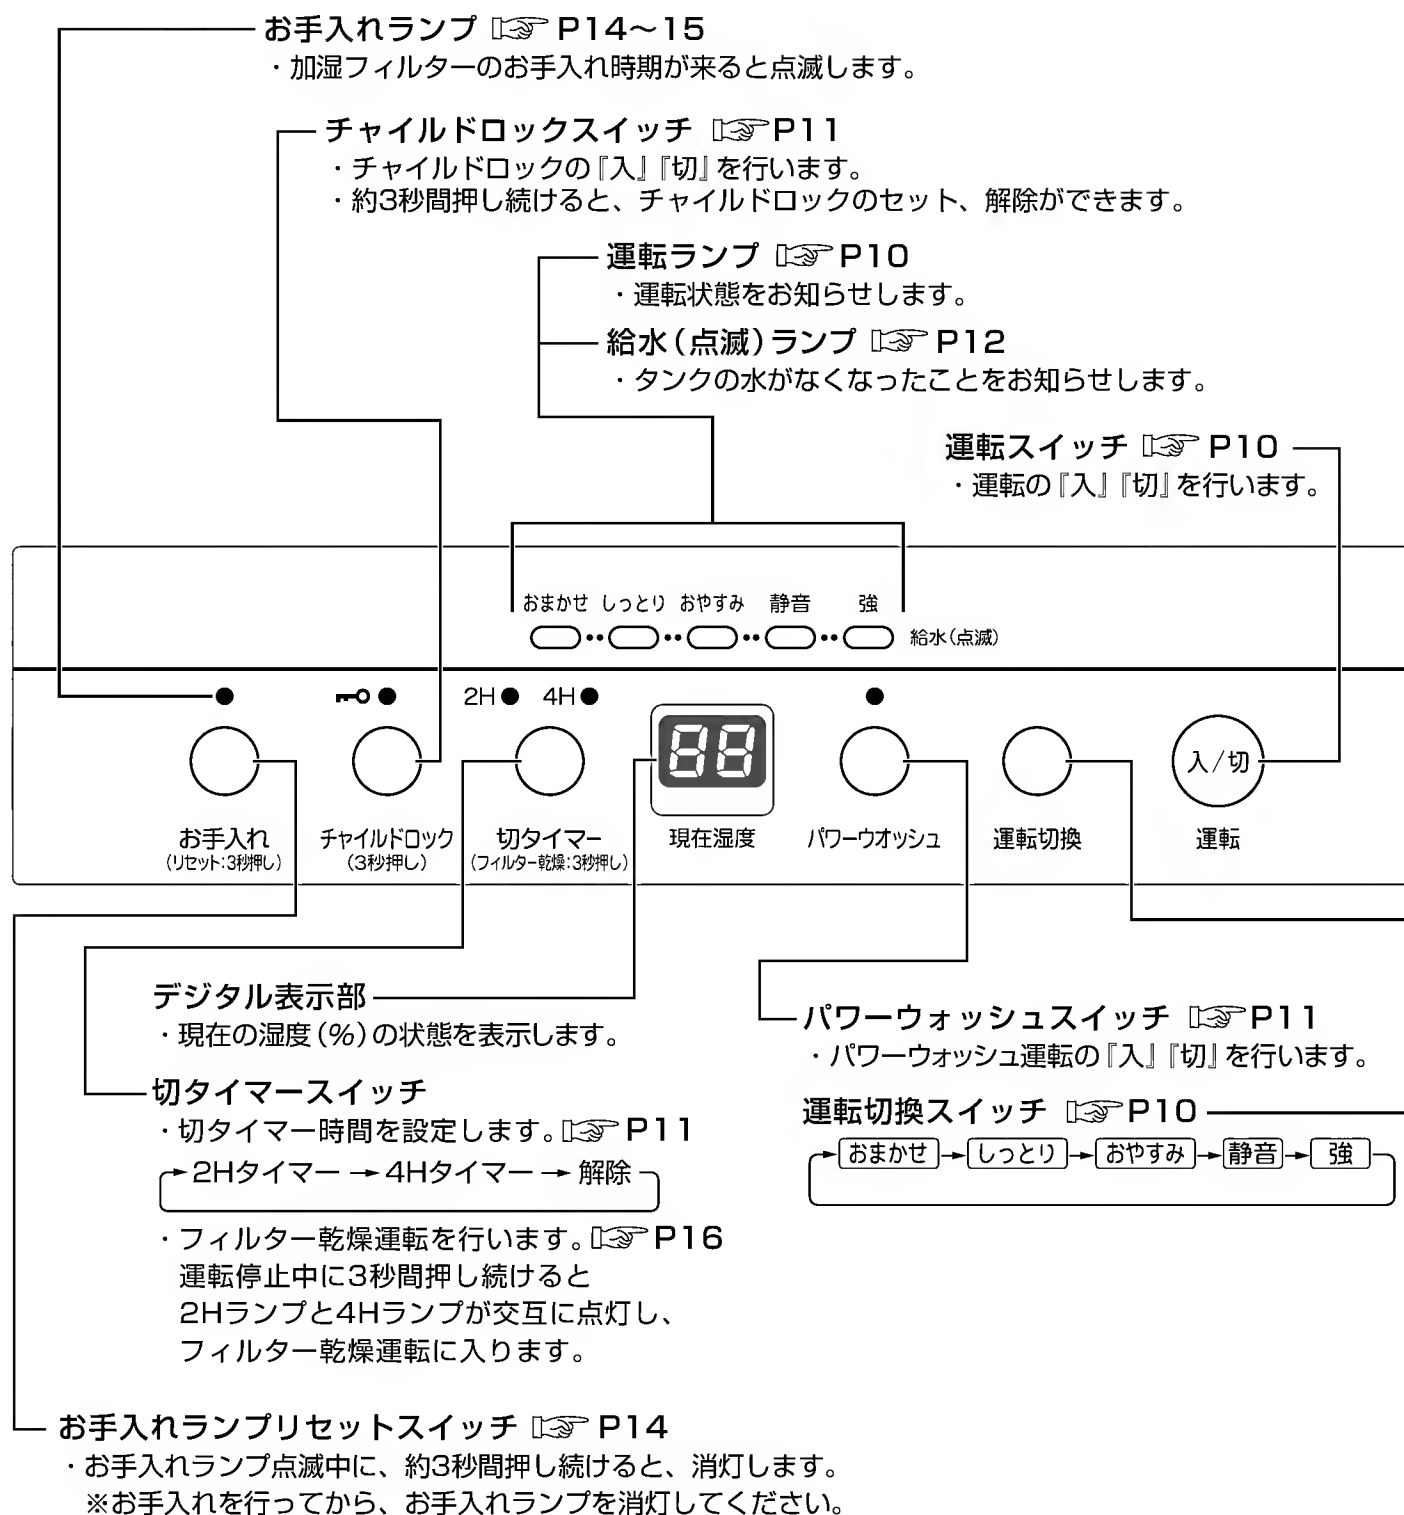 お手入れランプ ☞ P14〜15
・加湿フィルターのお手入れ時期が来ると点滅します。
チャイルドロックスイッチ ☞ P11
・チャイルドロックの『入』『切』を行います。
・約3秒間押し続けると、チャイルドロックのセット、解除ができます。
運転ランプ ☞ P10
・運転状態をお知らせします。
給水(点滅)ランプ ☞ P12
・タンクの水がなくなったことをお知らせします。
運転スイッチ ☞ P10
・運転の『入』『切』を行います。
おまかせ しっとり おやすみ 静音 強
給水(点滅)
2H 4H
88
入/切
お手入れ チャイルドロック 切タイマー 現在湿度 パワーウオッシュ 運転切換 運転
(リセット:3秒押し) (3秒押し) (フィルター乾燥:3秒押し)
デジタル表示部
・現在の湿度(%)の状態を表示します。
切タイマースイッチ
・切タイマー時間を設定します。☞ P11
2Hタイマー → 4Hタイマー → 解除
・フィルター乾燥運転を行います。☞ P16
運転停止中に3秒間押し続けると
2Hランプと4Hランプが交互に点灯し、
フィルター乾燥運転に入ります。
パワーウォッシュスイッチ ☞ P11
・パワーウォッシュ運転の『入』『切』を行います。
運転切換スイッチ ☞ P10
おまかせ → しっとり → おやすみ → 静音 → 強
お手入れランプリセットスイッチ ☞ P14
・お手入れランプ点滅中に、約3秒間押し続けると、消灯します。
※お手入れを行ってから、お手入れランプを消灯してください。